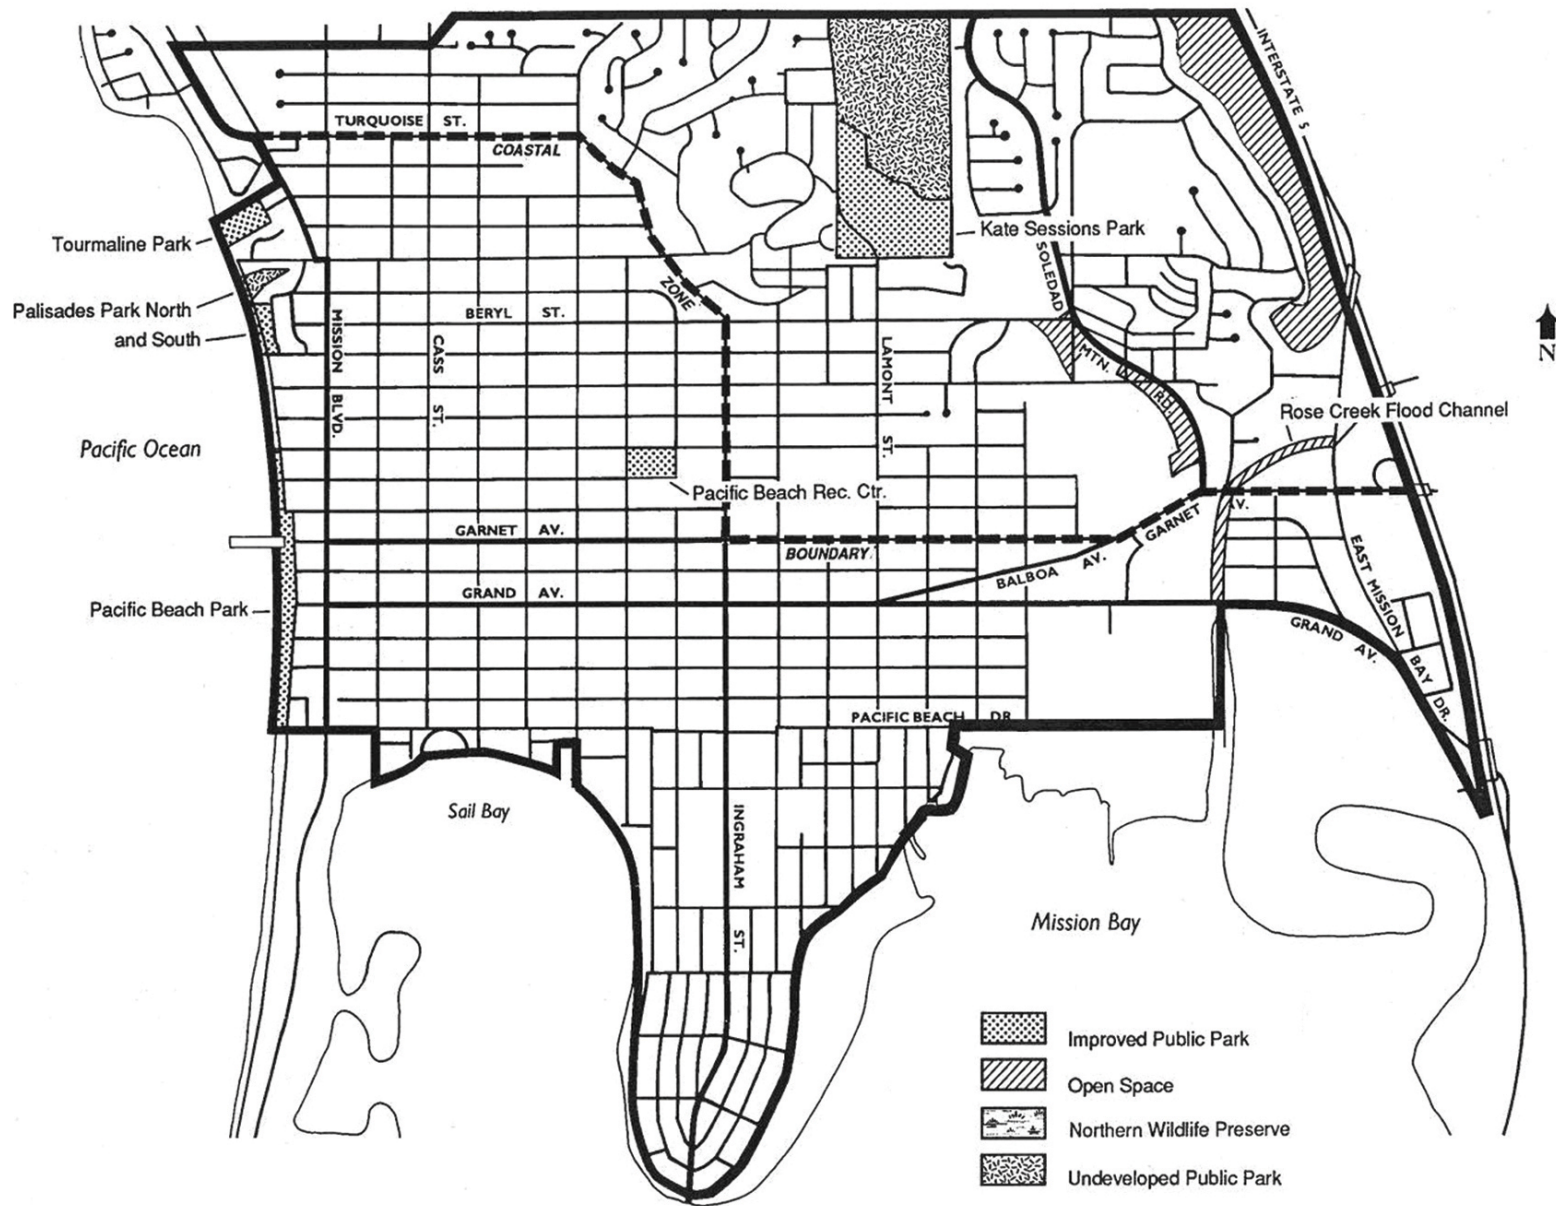 INTERSTATE 5
TURQUOISE ST.
COASTAL
Tourmaline Park
Kate Sessions Park
SOLEDAD
Palisades Park North
and South
ZONE
BERYL ST.
MISSION BLVD.
CASS ST.
LAMONT ST.
MTN.
RD.
N
Rose Creek Flood Channel
Pacific Ocean
Pacific Beach Rec. Ctr.
GARNET AV.
GARNET AV.
BOUNDARY
BALBOA AV.
EAST MISSION
BAY DR.
GRAND AV.
Pacific Beach Park
GRAND AV.
PACIFIC BEACH DR.
Sail Bay
INGRAHAM ST.
Mission Bay
Improved Public Park
Open Space
Northern Wildlife Preserve
Undeveloped Public Park